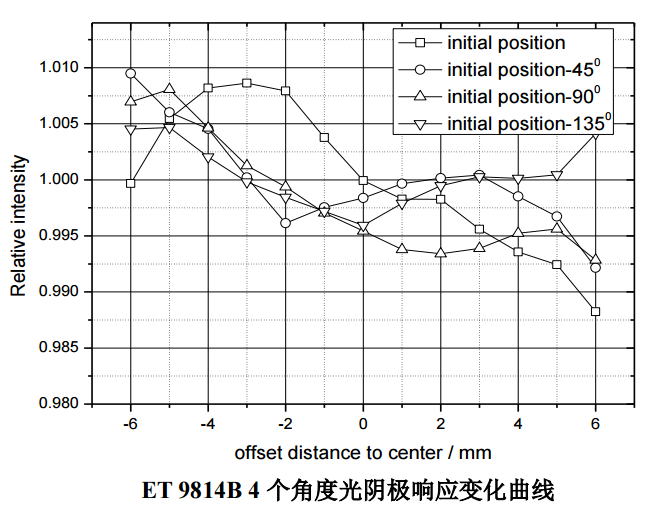 initial position
initial position-45⁰
initial position-90⁰
initial position-135⁰
1.010
1.005
1.000
0.995
0.990
0.985
0.980
Relative intensity
-6 -4 -2 0 2 4 6
offset distance to center / mm
ET 9814B 4 个角度光阴极响应变化曲线